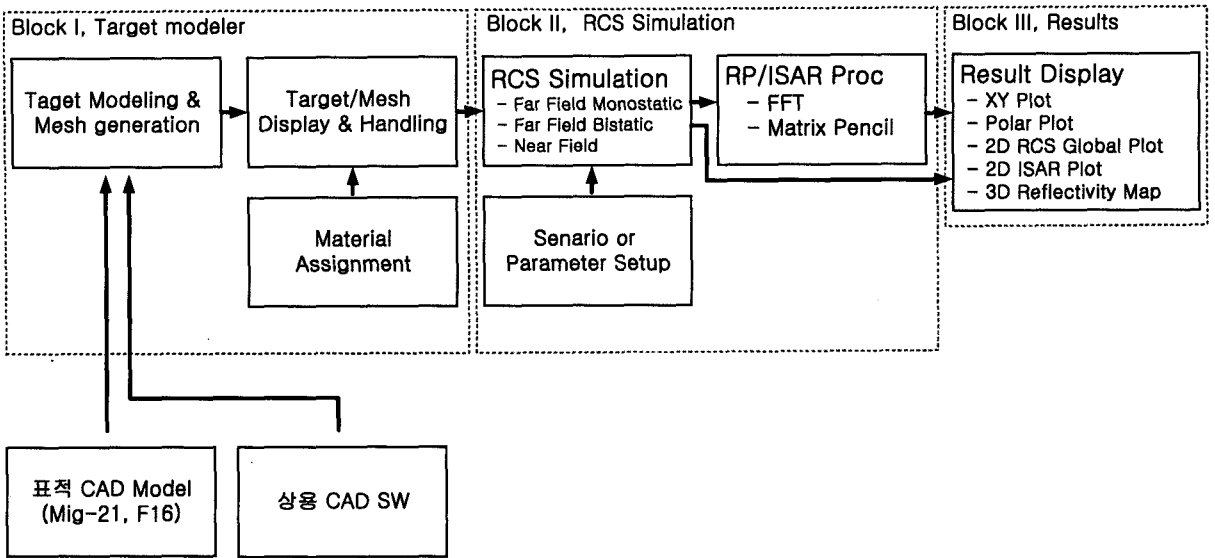 Block I, Target modeler
Taget Modeling &
Mesh generation
Target/Mesh
Display & Handling
Material
Assignment
Block II, RCS Simulation
RCS Simulation
- Far Field Monostatic
- Far Field Bistatic
- Near Field
RP/ISAR Proc
- FFT
- Matrix Pencil
Senario or
Parameter Setup
Block III, Results
Result Display
- XY Plot
- Polar Plot
- 2D RCS Global Plot
- 2D ISAR Plot
- 3D Reflectivity Map
표적 CAD Model
(Mig-21, F16)
상용 CAD SW